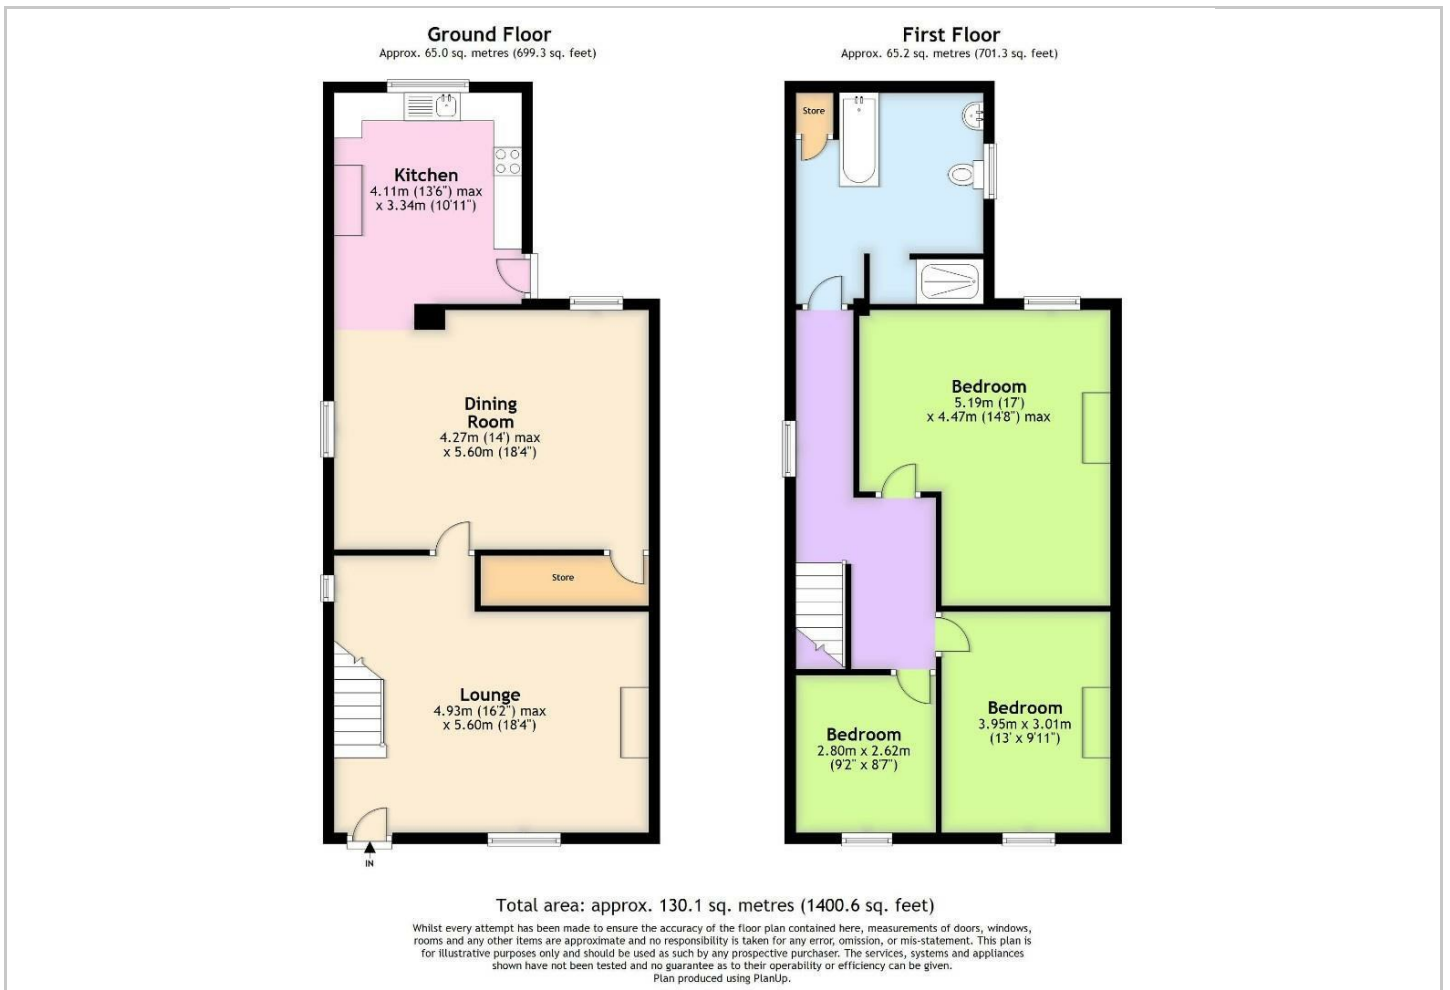 Ground Floor
Approx. 65.0 sq. metres (699.3 sq. feet)
Kitchen
4.11m (13'6") max
x 3.34m (10'11")
Dining
Room
4.27m (14') max
x 5.60m (18'4")
Store
Lounge
4.93m (16'2") max
x 5.60m (18'4")
IN
First Floor
Approx. 65.2 sq. metres (701.3 sq. feet)
Store
Bedroom
5.19m (17')
x 4.47m (14'8") max
Bedroom
3.95m x 3.01m
(13' x 9'11")
Bedroom
2.80m x 2.62m
(9'2" x 8'7")
Total area: approx. 130.1 sq. metres (1400.6 sq. feet)
Whilst every attempt has been made to ensure the accuracy of the floor plan contained here, measurements of doors, windows,
rooms and any other items are approximate and no responsibility is taken for any error, omission, or mis-statement. This plan is
for illustrative purposes only and should be used as such by any prospective purchaser. The services, systems and appliances
shown have not been tested and no guarantee as to their operability or efficiency can be given.
Plan produced using PlanUp.